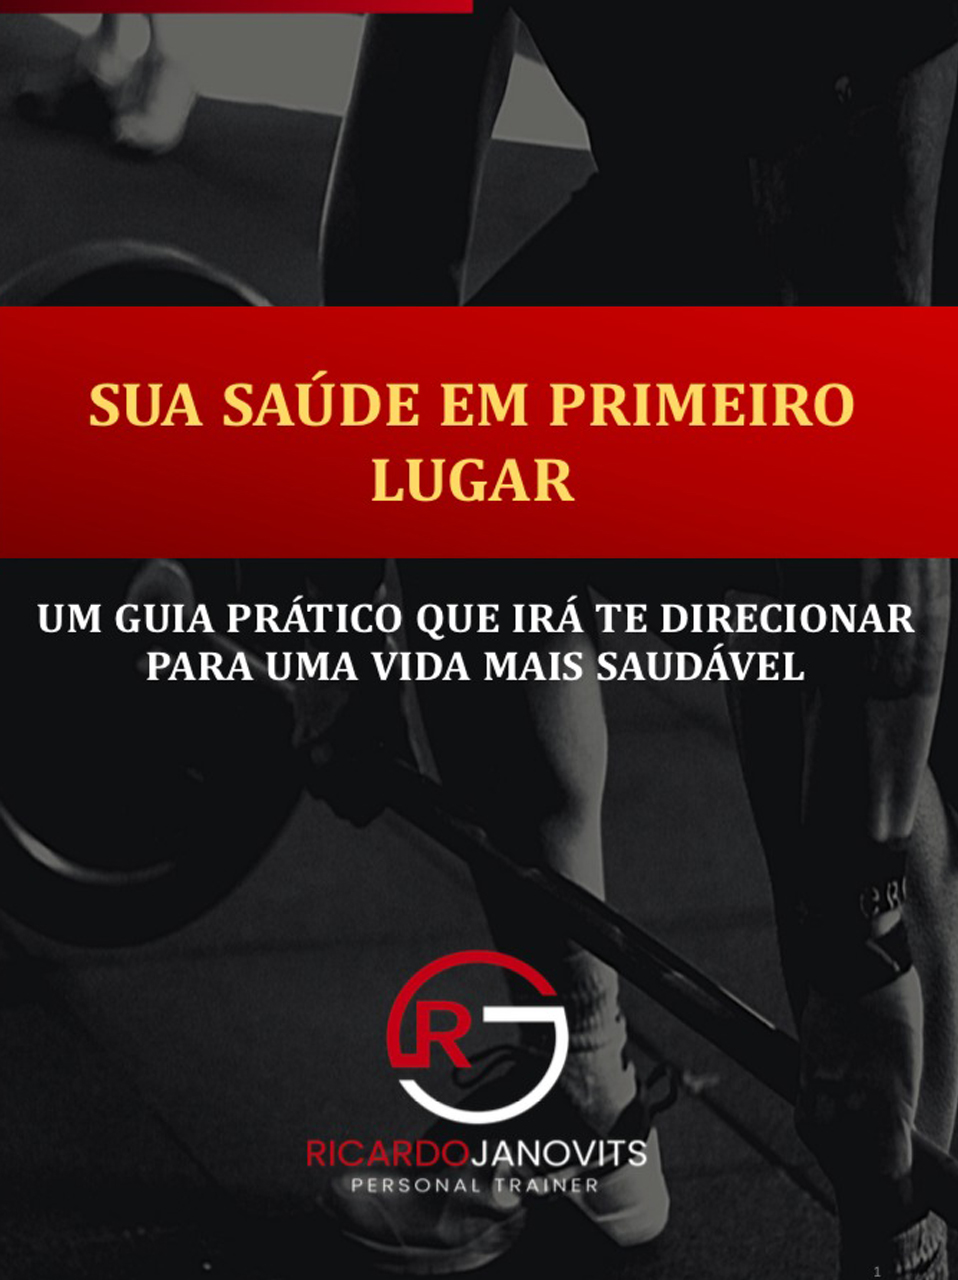 SUA SAÚDE EM PRIMEIRO
LUGAR
UM GUIA PRÁTICO QUE IRÁ TE DIRECIONAR
PARA UMA VIDA MAIS SAUDÁVEL
R
RICARDOJANOVITS
PERSONAL TRAINER
1